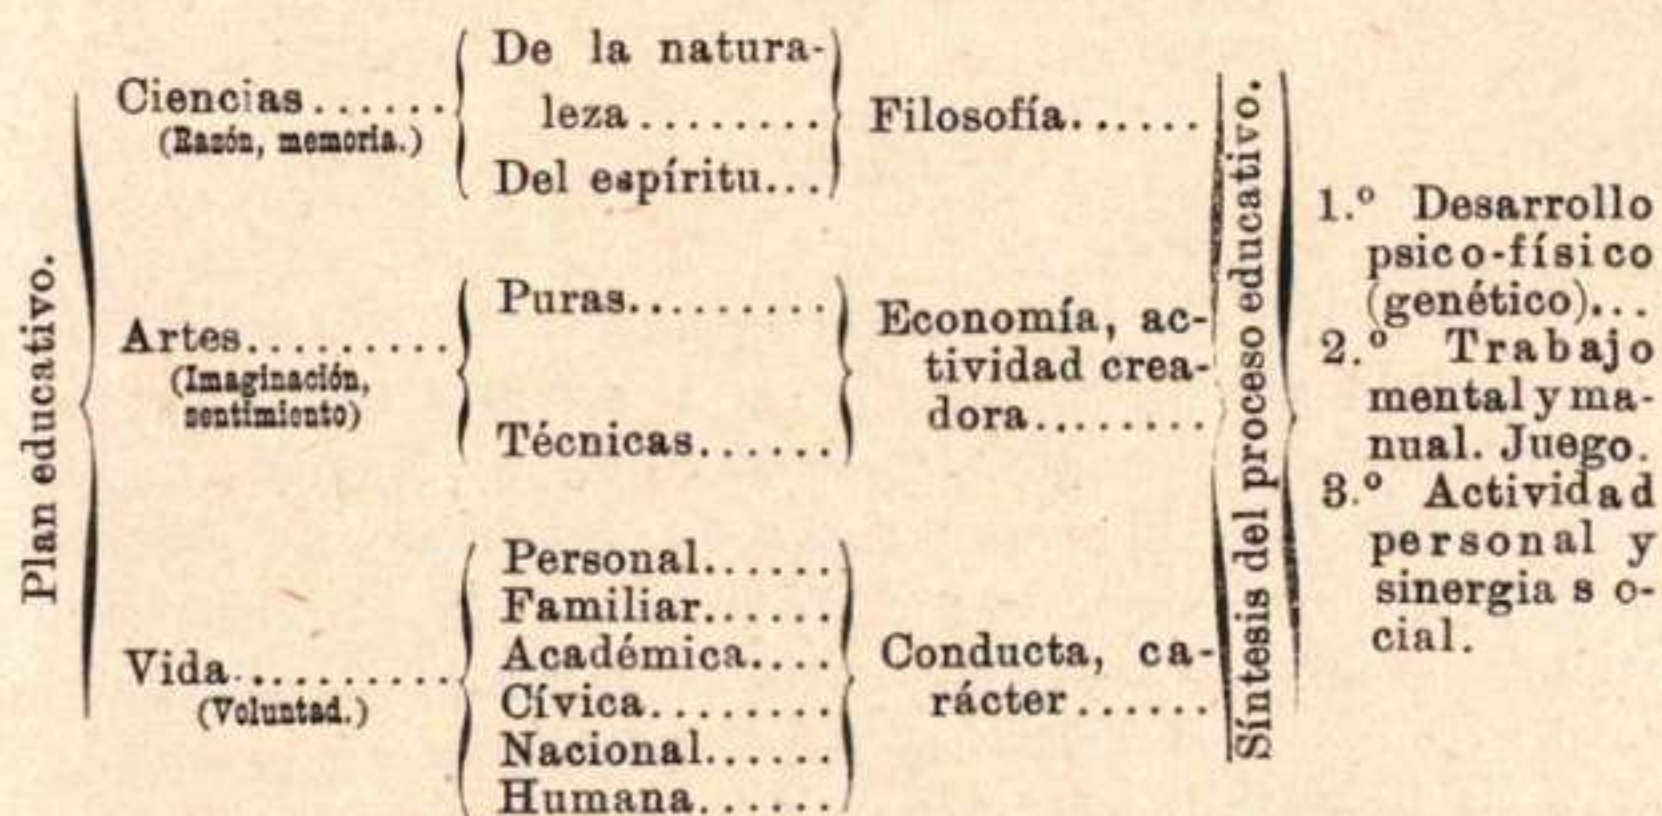 Plan educativo.
Ciencias......
(Razón, memoria.)
De la natura-
leza........
Del espíritu...
Filosofía......
Artes.........
(Imaginación,
sentimiento)
Puras.........
Técnicas......
Economía, ac-
tividad crea-
dora........
Vida..........
(Voluntad.)
Personal......
Familiar......
Académica....
Cívica........
Nacional......
Humana......
Conducta, ca-
rácter......
Síntesis del proceso educativo.
1.º Desarrollo
psico-físico
(genético)...
2.º Trabajo
mental y ma-
nual. Juego.
3.º Actividad
personal y
sinergia so-
cial.